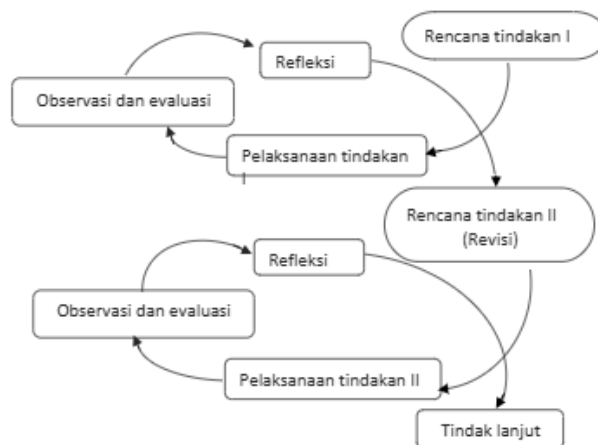 Rencana tindakan I
Refleksi
Observasi dan evaluasi
Pelaksanaan tindakan
I
Rencana tindakan II
(Revisi)
Refleksi
Observasi dan evaluasi
Pelaksanaan tindakan II
Tindak lanjut